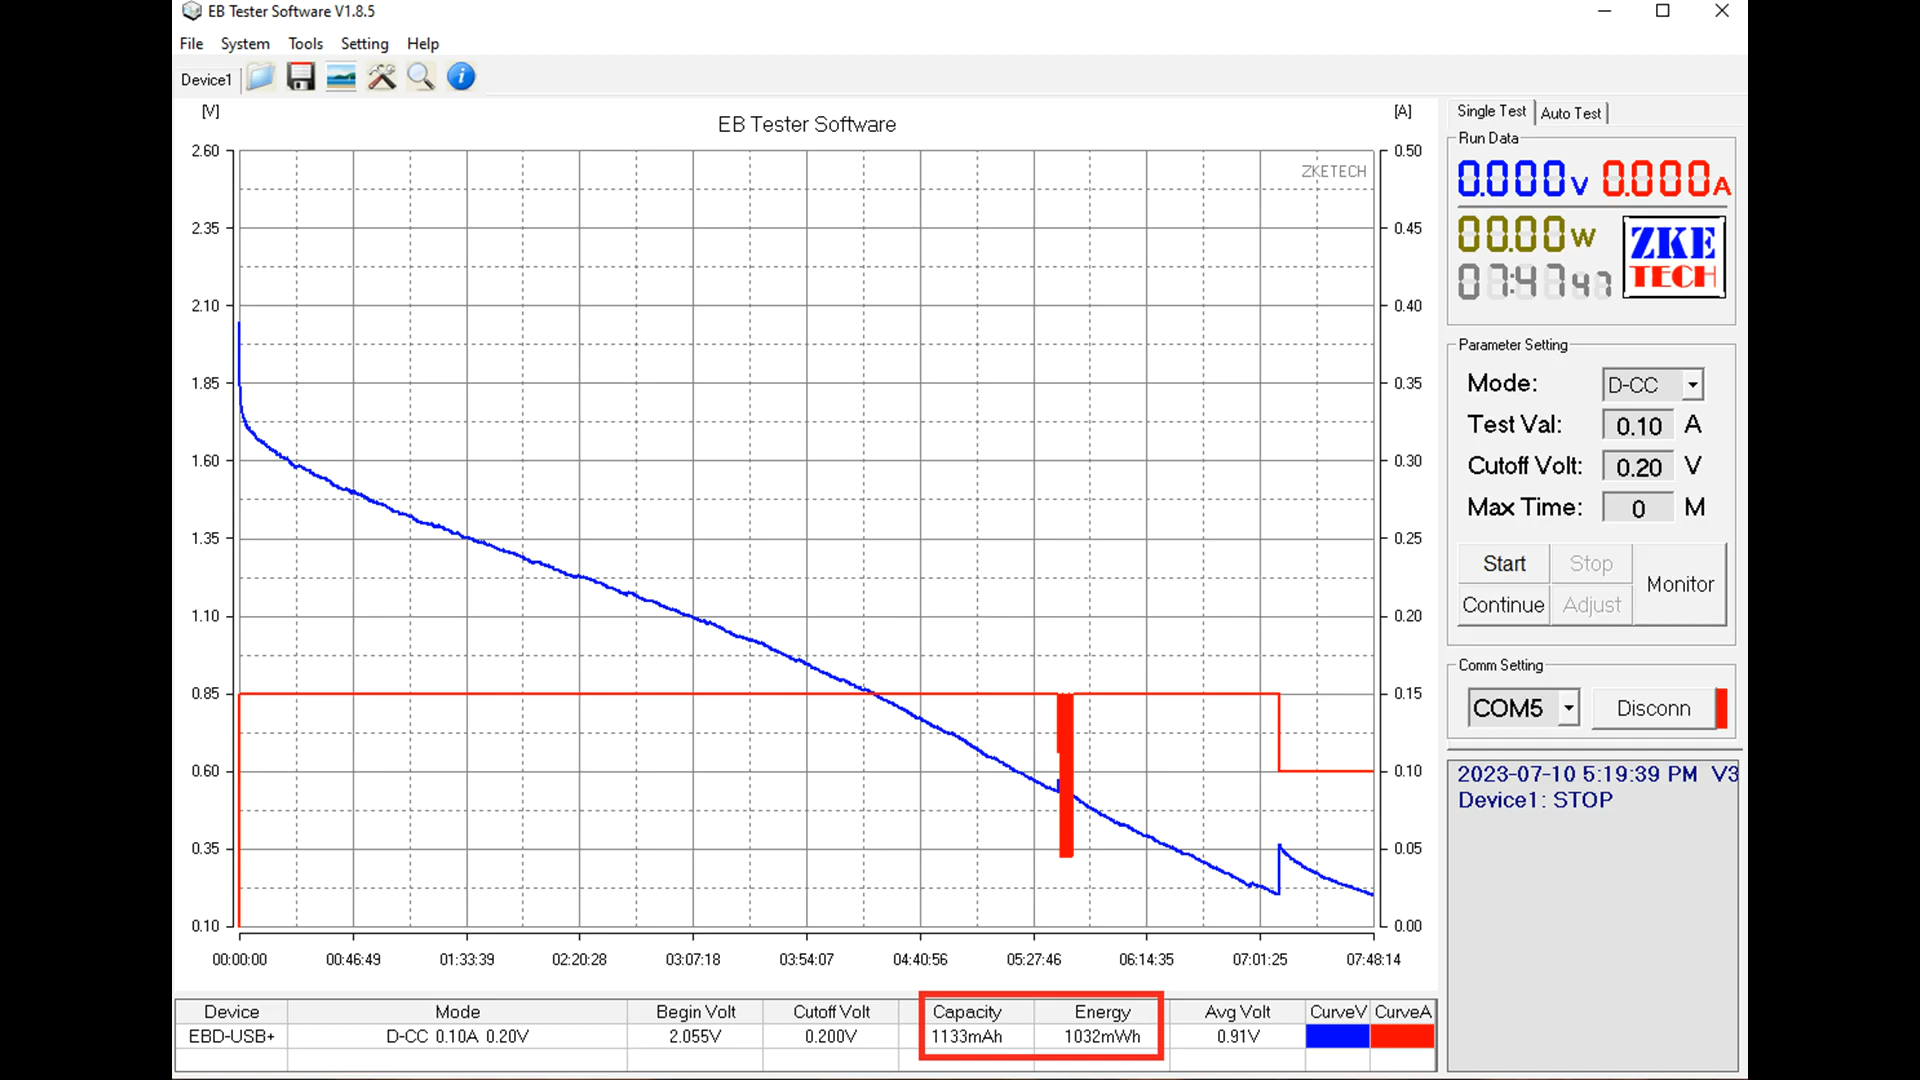 EB Tester Software V1.8.5
File System Tools Setting Help
Device1
[V] EB Tester Software [A]
ZKETECH
2.60 0.50
2.35 0.45
2.10 0.40
1.85 0.35
1.60 0.30
1.35 0.25
1.10 0.20
0.85 0.15
0.60 0.10
0.35 0.05
0.10 0.00
00:00:00 00:46:49 01:33:39 02:20:28 03:07:18 03:54:07 04:40:56 05:27:46 06:14:35 07:01:25 07:48:14
Device Mode Begin Volt Cutoff Volt Capacity Energy Avg Volt CurveV CurveA
EBD-USB+ D-CC 0.10A 0.20V 2.055V 0.200V 1133mAh 1032mWh 0.91V
Single Test Auto Test
Run Data
0.000V 0.000A
00.00W
07:47 47
ZKE
TECH
Parameter Setting
Mode: D-CC
Test Val: 0.10 A
Cutoff Volt: 0.20 V
Max Time: 0 M
Start Stop
Monitor
Continue Adjust
Comm Setting
COM5 Disconn
2023-07-10 5:19:39 PM V3
Device1: STOP